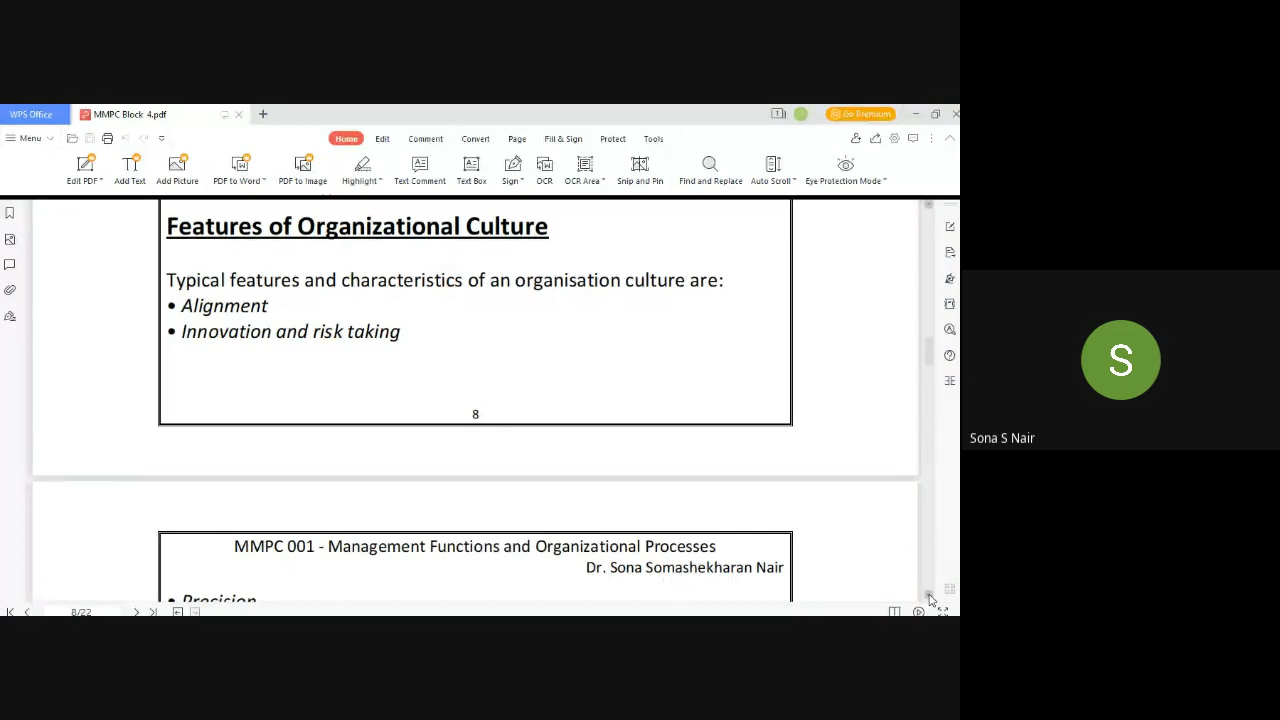 WPS Office
MMPC Block 4.pdf
Go Premium
Menu
Home Edit Comment Convert Page Fill & Sign Protect Tools
Edit PDF Add Text Add Picture PDF to Word PDF to Image Highlight Text Comment Text Box Sign OCR OCR Area Snip and Pin Find and Replace Auto Scroll Eye Protection Mode
Features of Organizational Culture
Typical features and characteristics of an organisation culture are:
• Alignment
• Innovation and risk taking
8
MMPC 001 - Management Functions and Organizational Processes
Dr. Sona Somashekharan Nair
• Precision
8/22
S
Sona S Nair